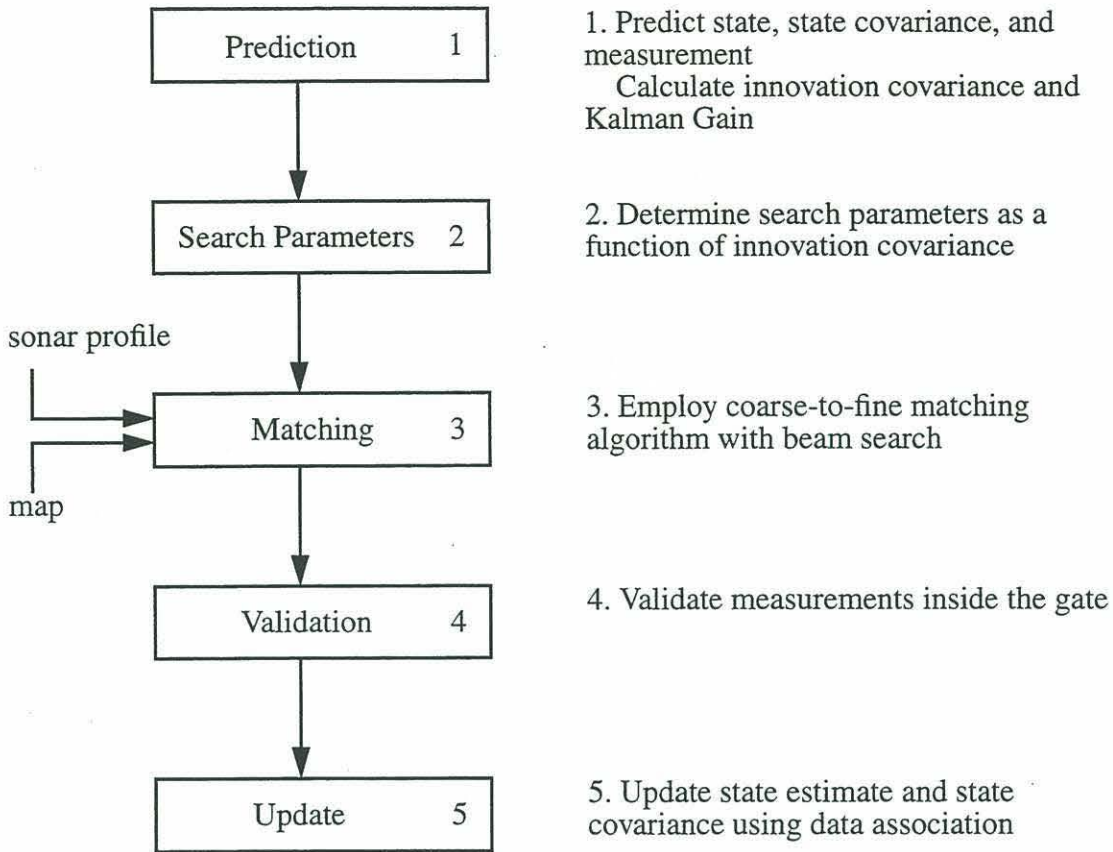 Prediction 1
1. Predict state, state covariance, and
measurement
Calculate innovation covariance and
Kalman Gain
Search Parameters 2
2. Determine search parameters as a
function of innovation covariance
sonar profile
map
Matching 3
3. Employ coarse-to-fine matching
algorithm with beam search
Validation 4
4. Validate measurements inside the gate
Update 5
5. Update state estimate and state
covariance using data association